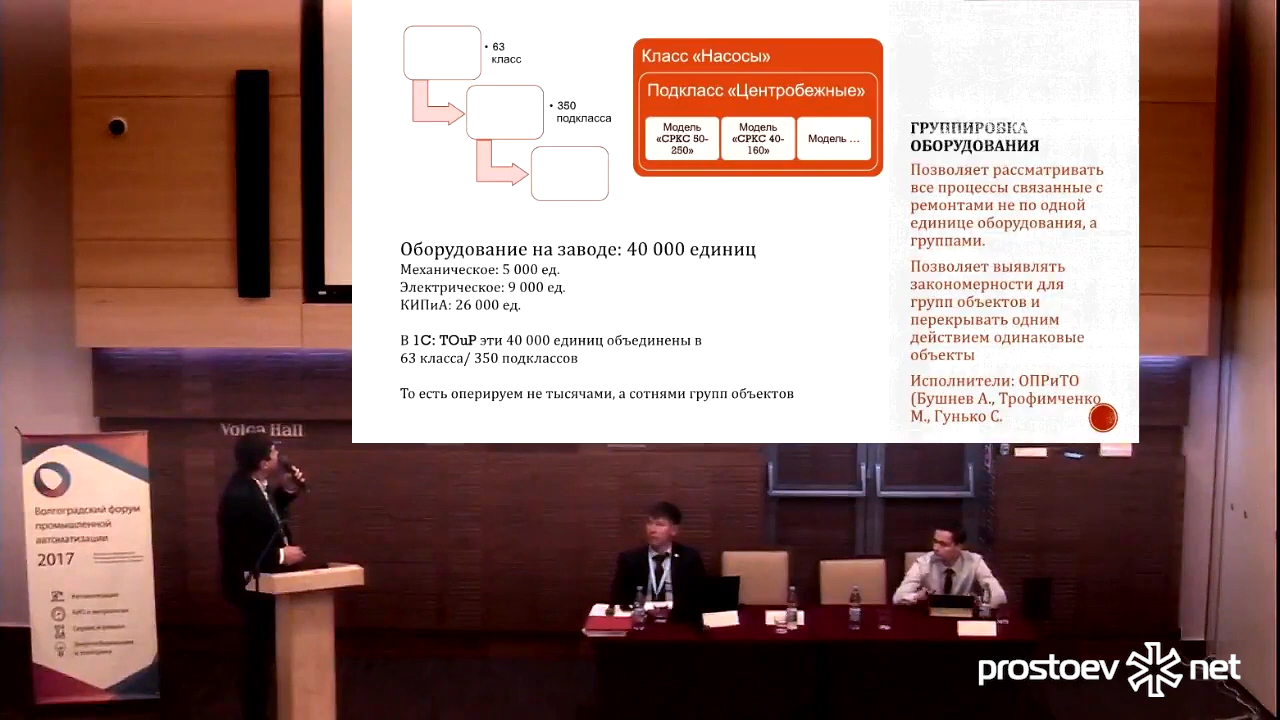 • 63
класс
• 350
подкласса
Класс «Насосы»
Подкласс «Центробежные»
Модель
«СРКС 50-
250»
Модель
«СРКС 40-
160»
Модель ...
ГРУППИРОВКА
ОБОРУДОВАНИЯ
Позволяет рассматривать
все процессы связанные с
ремонтами не по одной
единице оборудования, а
группами.
Позволяет выявлять
закономерности для
групп объектов и
перекрывать одним
действием одинаковые
объекты
Исполнители: ОПРиТО
(Бушнев А., Трофимченко
М., Гунько С.
Оборудование на заводе: 40 000 единиц
Механическое: 5 000 ед.
Электрическое: 9 000 ед.
КИПиА: 26 000 ед.
В 1С: ТОиР эти 40 000 единиц объединены в
63 класса/ 350 подклассов
То есть оперируем не тысячами, а сотнями групп объектов
Volga Hall
Волгоградский форум
промышленной
автоматизации
2017
prostoev net